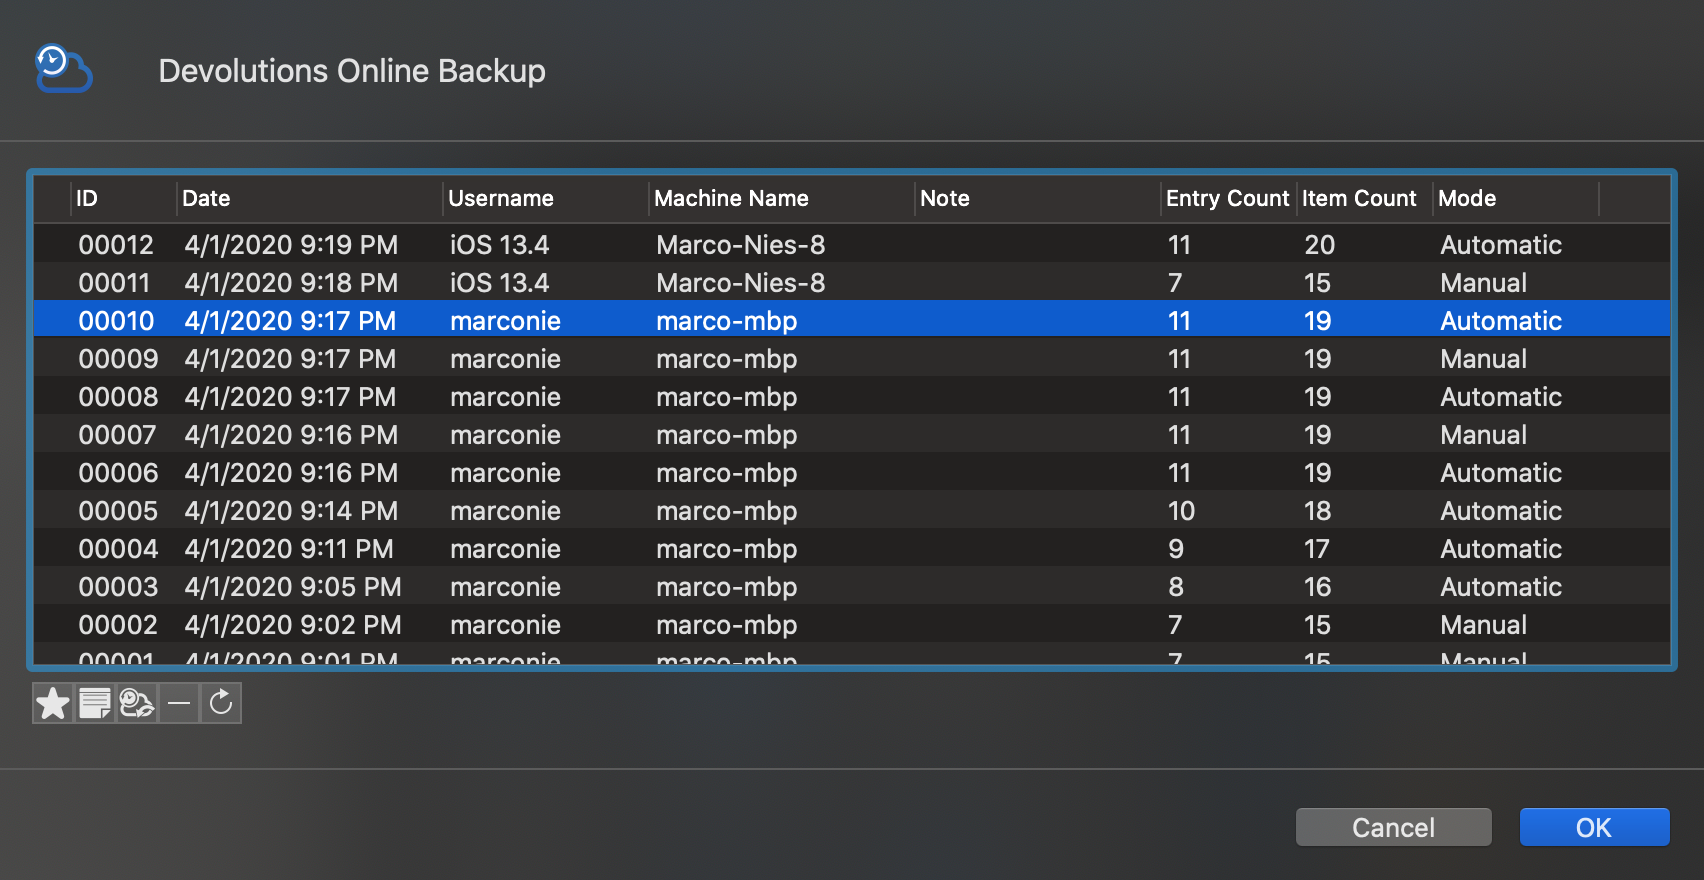 Devolutions Online Backup
ID Date Username Machine Name Note Entry Count Item Count Mode
00012 4/1/2020 9:19 PM iOS 13.4 Marco-Nies-8 11 20 Automatic
00011 4/1/2020 9:18 PM iOS 13.4 Marco-Nies-8 7 15 Manual
00010 4/1/2020 9:17 PM marconie marco-mbp 11 19 Automatic
00009 4/1/2020 9:17 PM marconie marco-mbp 11 19 Manual
00008 4/1/2020 9:17 PM marconie marco-mbp 11 19 Automatic
00007 4/1/2020 9:16 PM marconie marco-mbp 11 19 Manual
00006 4/1/2020 9:16 PM marconie marco-mbp 11 19 Automatic
00005 4/1/2020 9:14 PM marconie marco-mbp 10 18 Automatic
00004 4/1/2020 9:11 PM marconie marco-mbp 9 17 Automatic
00003 4/1/2020 9:05 PM marconie marco-mbp 8 16 Automatic
00002 4/1/2020 9:02 PM marconie marco-mbp 7 15 Manual
00001 4/1/2020 9:01 PM marconie marco-mbp 7 15 Manual
Cancel OK